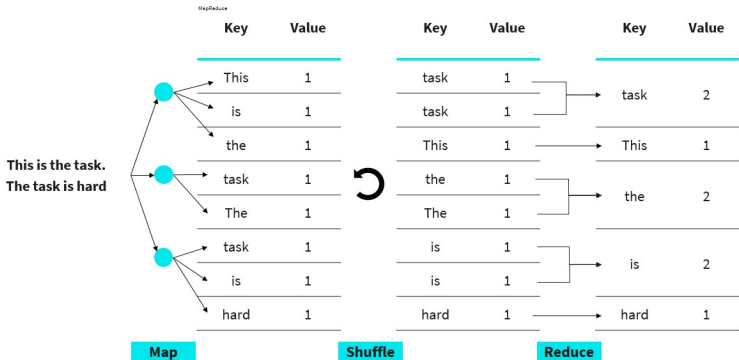 MapReduce
Key Value Key Value Key Value
This is the task.
The task is hard
This 1
is 1
the 1
task 1
The 1
task 1
is 1
hard 1
task 1
task 1
This 1
the 1
The 1
is 1
is 1
hard 1
task 2
This 1
the 2
is 2
hard 1
Map Shuffle Reduce